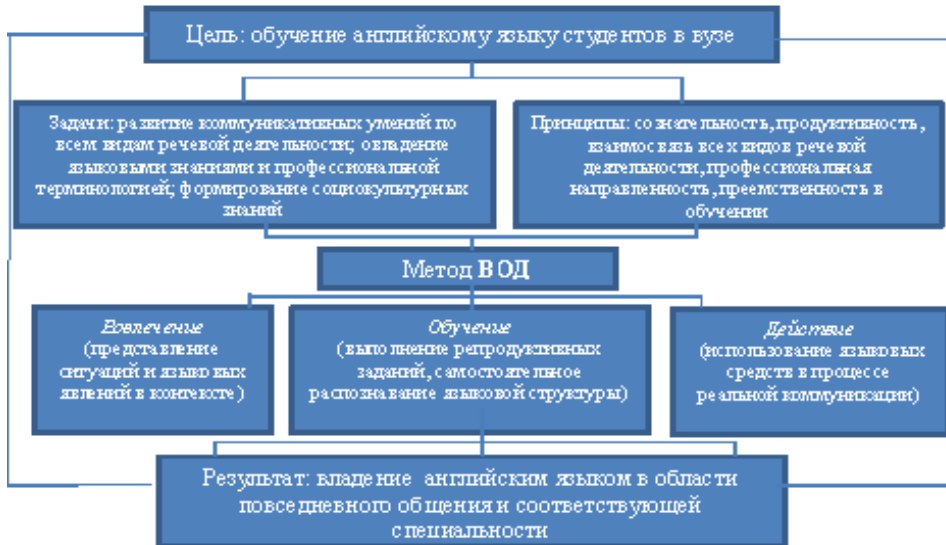 Цель: обучение английскому языку студентов в вузе
Задачи: развитие коммуникативных умений по
всем видам речевой деятельности; овладение
языковыми знаниями и профессиональной
терминологией; формирование социокультурных
знаний
Принципы: сознательность, продуктивность,
взаимосвязь всех видов речевой
деятельности, профессиональная
направленность, преемственность в
обучении
Метод ВОД
Вовлечение
(представление
ситуаций и языковых
явлений в контексте)
Обучение
(выполнение репродуктивных
заданий, самостоятельное
распознавание языковой структуры)
Действие
(использование языковых
средств в процессе
реальной коммуникации)
Результат: владение английским языком в области
повседневного общения и соответствующей
специальности